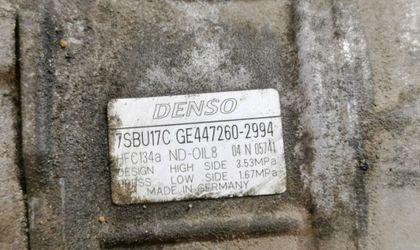 DENSO
7SBU17C GE447260-2994
HFC134a ND-OIL8 04 N 05741
DESIGN HIGH SIDE 3.53MPa
PRESS LOW SIDE 1.67MPa
MADE IN GERMANY